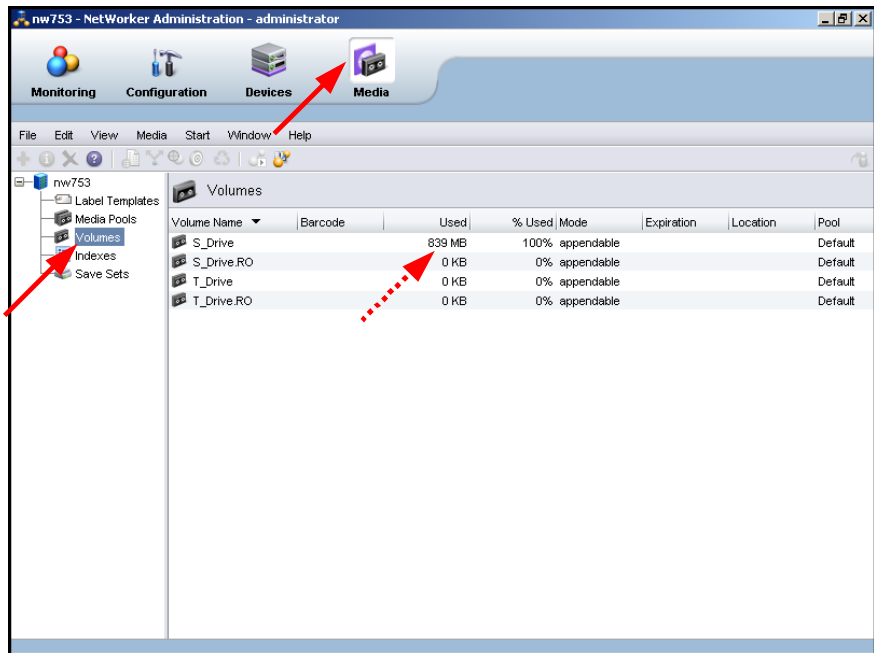 nw753 - NetWorker Administration - administrator
Monitoring Configuration Devices Media
File Edit View Media Start Window Help
nw753
Label Templates
Media Pools
Volumes
Indexes
Save Sets
Volumes
Volume Name Barcode Used % Used Mode Expiration Location Pool
S_Drive 839 MB 100% appendable Default
S_Drive.RO 0 KB 0% appendable Default
T_Drive 0 KB 0% appendable Default
T_Drive.RO 0 KB 0% appendable Default